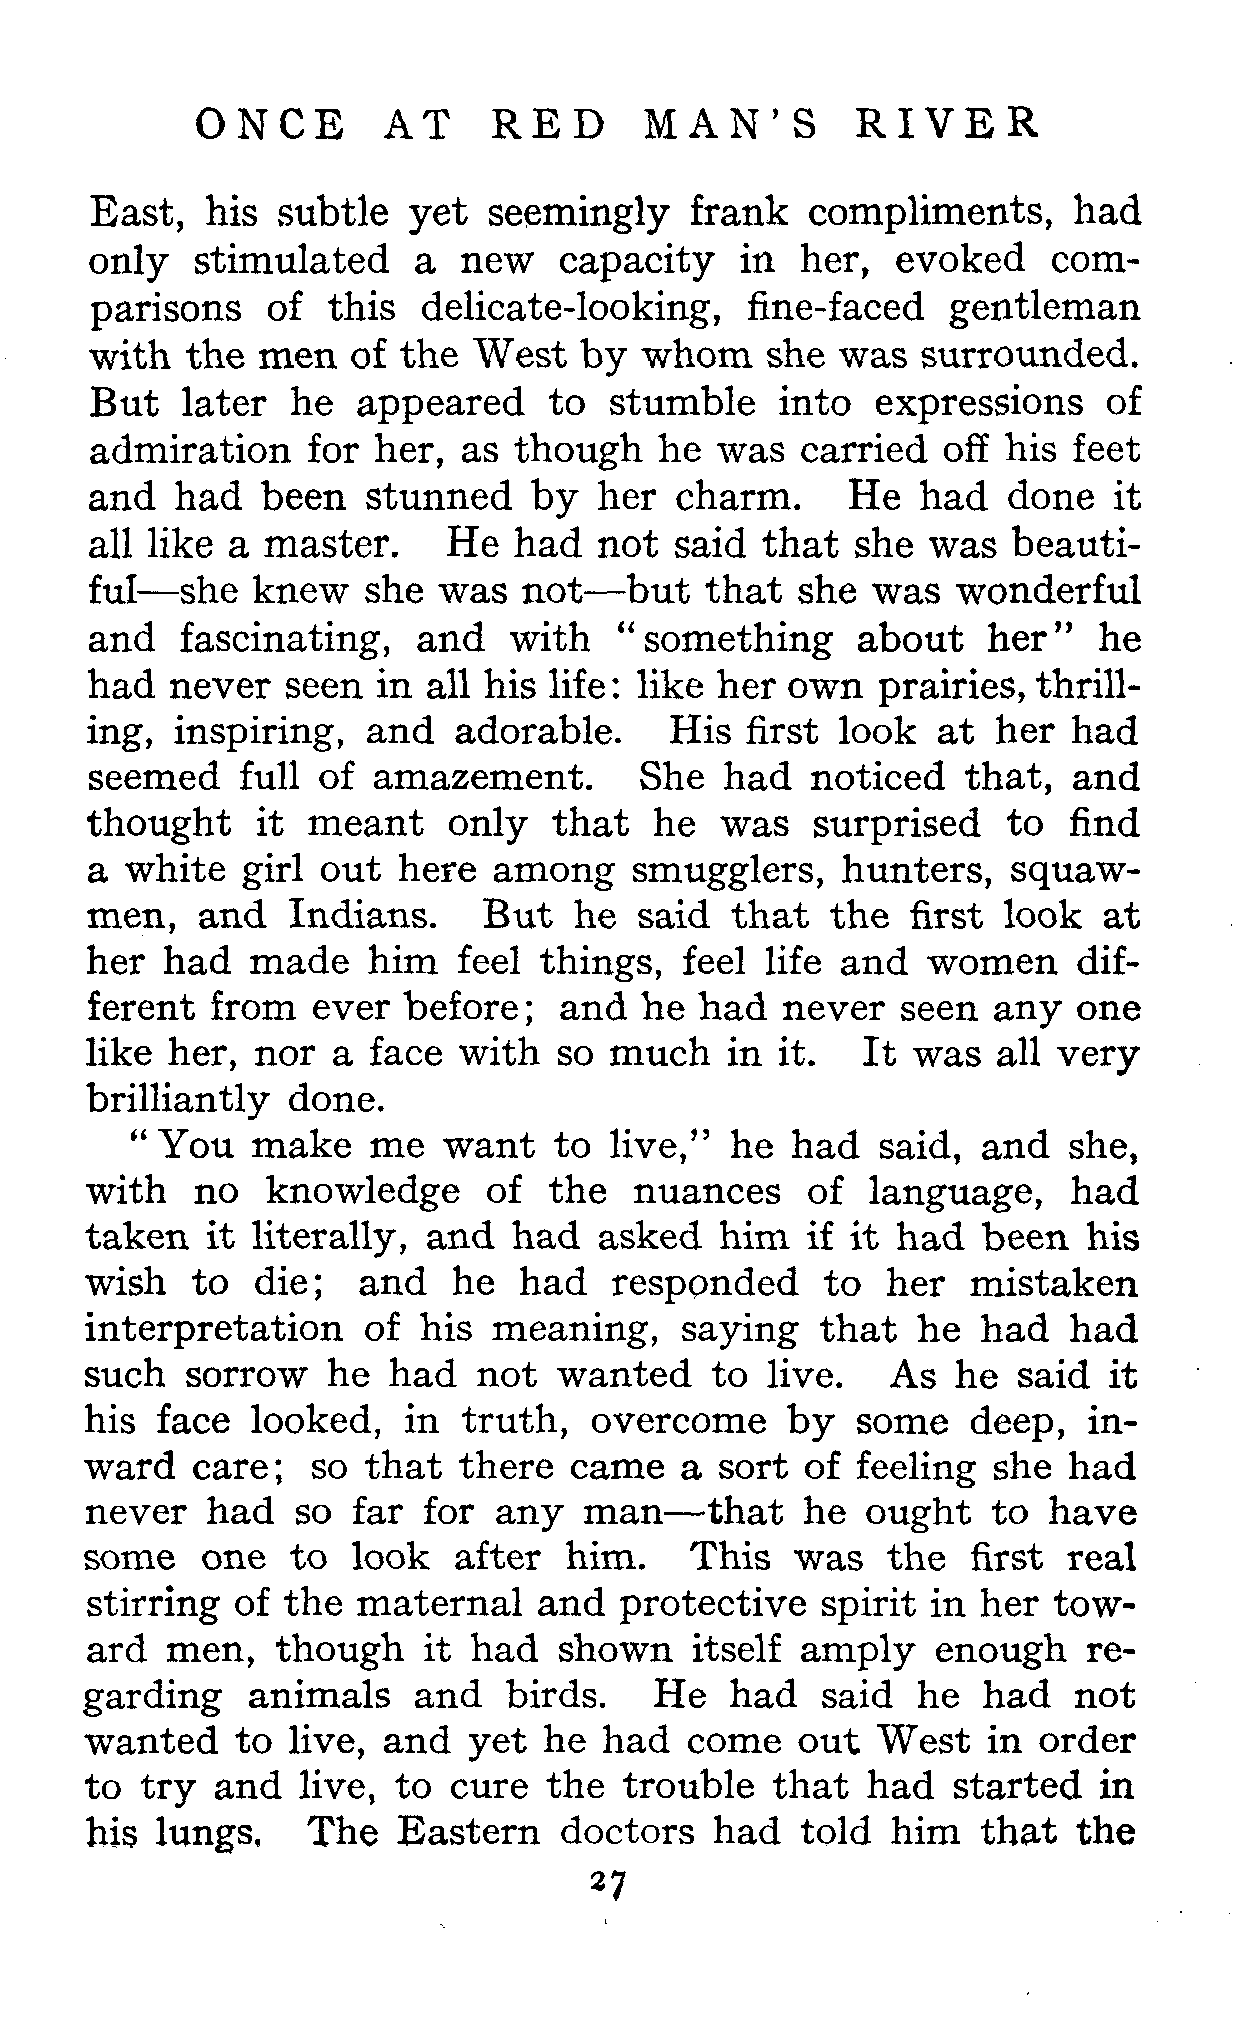 ONCE AT RED MAN'S RIVER
East, his subtle yet seemingly frank compliments, had
only stimulated a new capacity in her, evoked com-
parisons of this delicate-looking, fine-faced gentleman
with the men of the West by whom she was surrounded.
But later he appeared to stumble into expressions of
admiration for her, as though he was carried off his feet
and had been stunned by her charm. He had done it
all like a master. He had not said that she was beauti-
ful—she knew she was not—but that she was wonderful
and fascinating, and with "something about her" he
had never seen in all his life: like her own prairies, thrill-
ing, inspiring, and adorable. His first look at her had
seemed full of amazement. She had noticed that, and
thought it meant only that he was surprised to find
a white girl out here among smugglers, hunters, squaw-
men, and Indians. But he said that the first look at
her had made him feel things, feel life and women dif-
ferent from ever before; and he had never seen any one
like her, nor a face with so much in it. It was all very
brilliantly done.
"You make me want to live," he had said, and she,
with no knowledge of the nuances of language, had
taken it literally, and had asked him if it had been his
wish to die; and he had responded to her mistaken
interpretation of his meaning, saying that he had had
such sorrow he had not wanted to live. As he said it
his face looked, in truth, overcome by some deep, in-
ward care; so that there came a sort of feeling she had
never had so far for any man—that he ought to have
some one to look after him. This was the first real
stirring of the maternal and protective spirit in her tow-
ard men, though it had shown itself amply enough re-
garding animals and birds. He had said he had not
wanted to live, and yet he had come out West in order
to try and live, to cure the trouble that had started in
his lungs. The Eastern doctors had told him that the
27